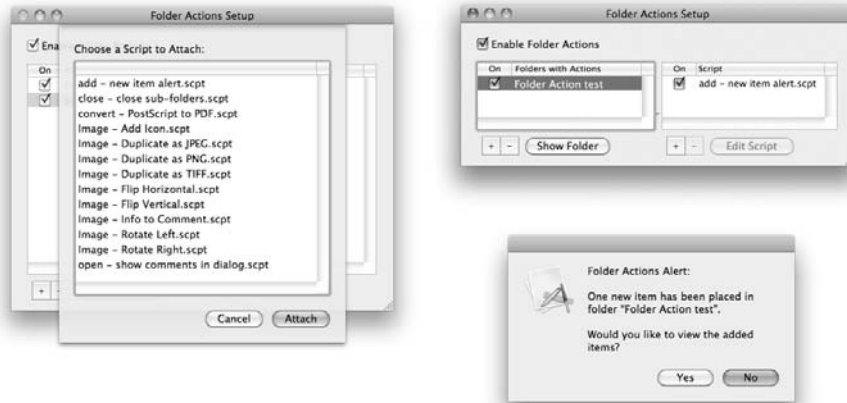 Folder Actions Setup
Ena
Choose a Script to Attach:
On
add – new item alert.scpt
close – close sub-folders.scpt
convert – PostScript to PDF.scpt
Image – Add Icon.scpt
Image – Duplicate as JPEG.scpt
Image – Duplicate as PNG.scpt
Image – Duplicate as TIFF.scpt
Image – Flip Horizontal.scpt
Image – Flip Vertical.scpt
Image – Info to Comment.scpt
Image – Rotate Left.scpt
Image – Rotate Right.scpt
open – show comments in dialog.scpt
+ -
Cancel Attach
Folder Actions Setup
Enable Folder Actions
On Folders with Actions
Folder Action test
On Script
add – new item alert.scpt
+ - Show Folder
+ - Edit Script
Folder Actions Alert:
One new item has been placed in
folder "Folder Action test".
Would you like to view the added
items?
Yes No